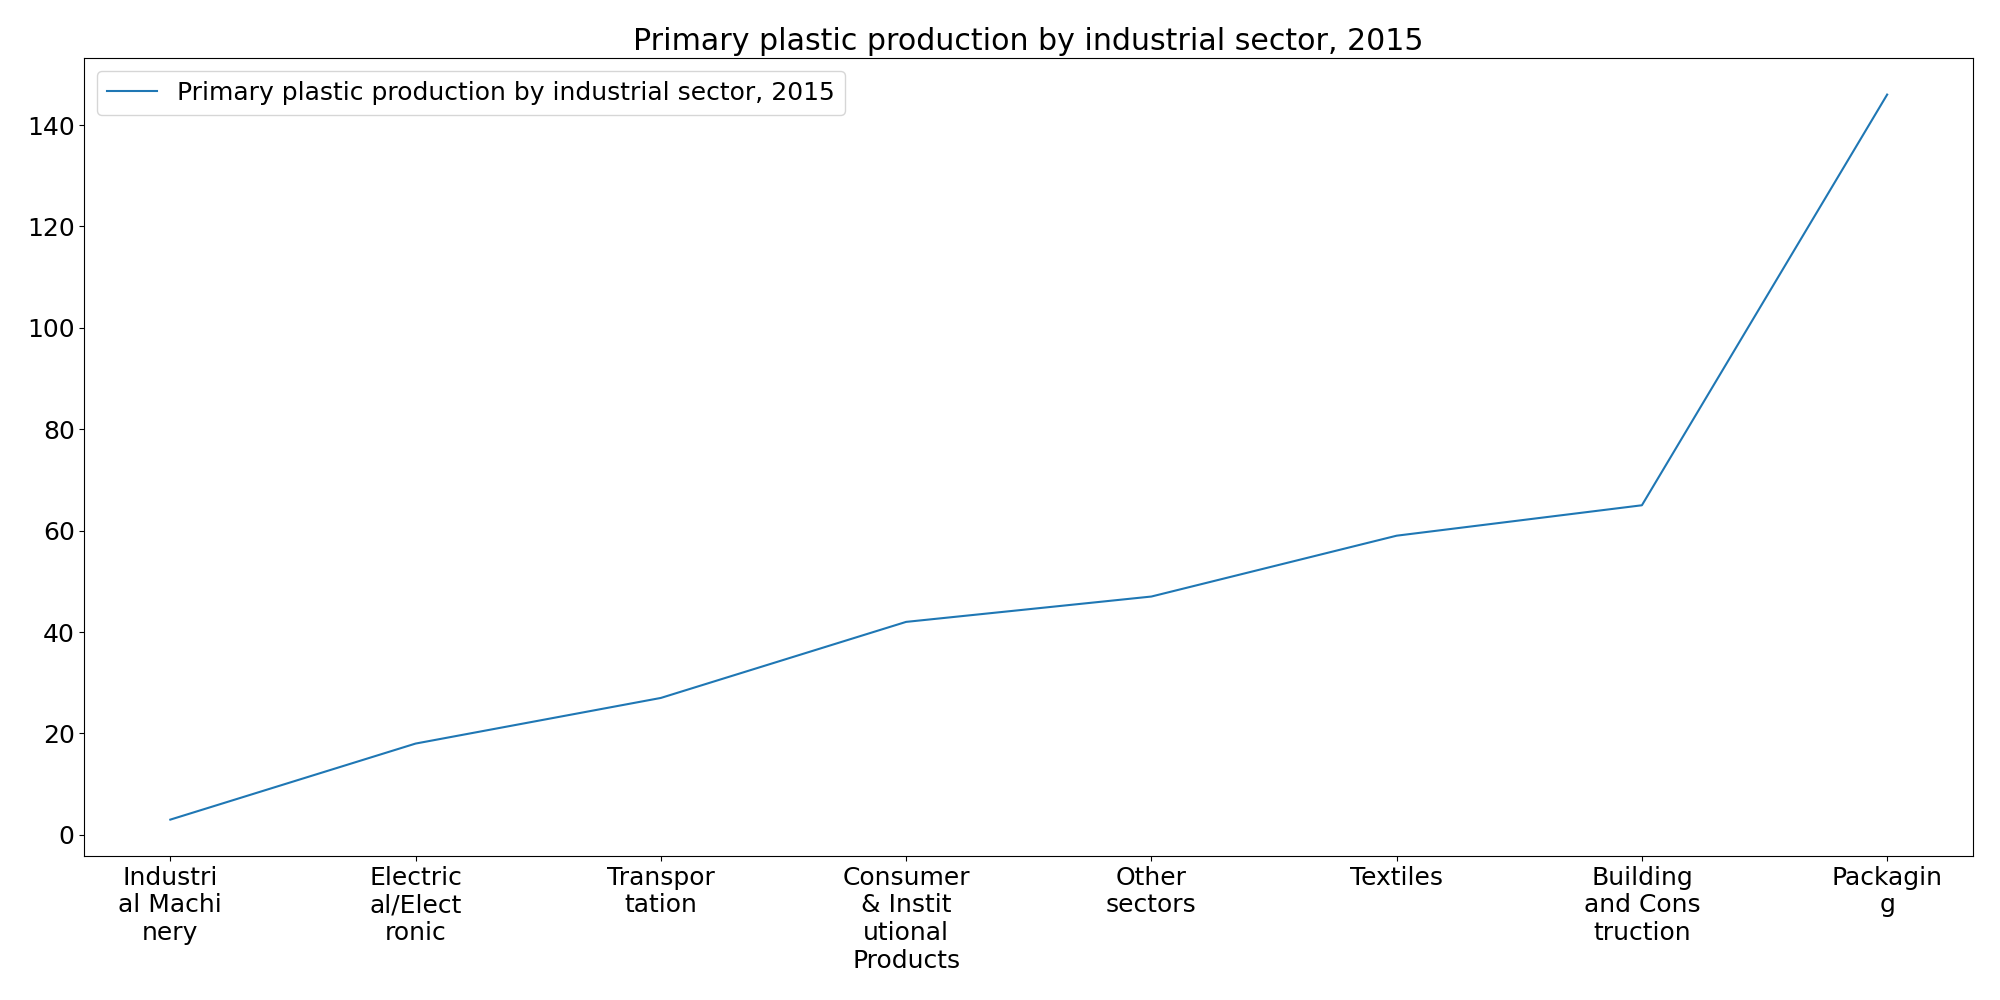 Primary plastic production by industrial sector, 2015
Primary plastic production by industrial sector, 2015
140
120
100
80
60
40
20
0
Industri
al Machi
nery
Electric
al/Elect
ronic
Transpor
tation
Consumer
& Instit
utional
Products
Other
sectors
Textiles
Building
and Cons
truction
Packagin
g